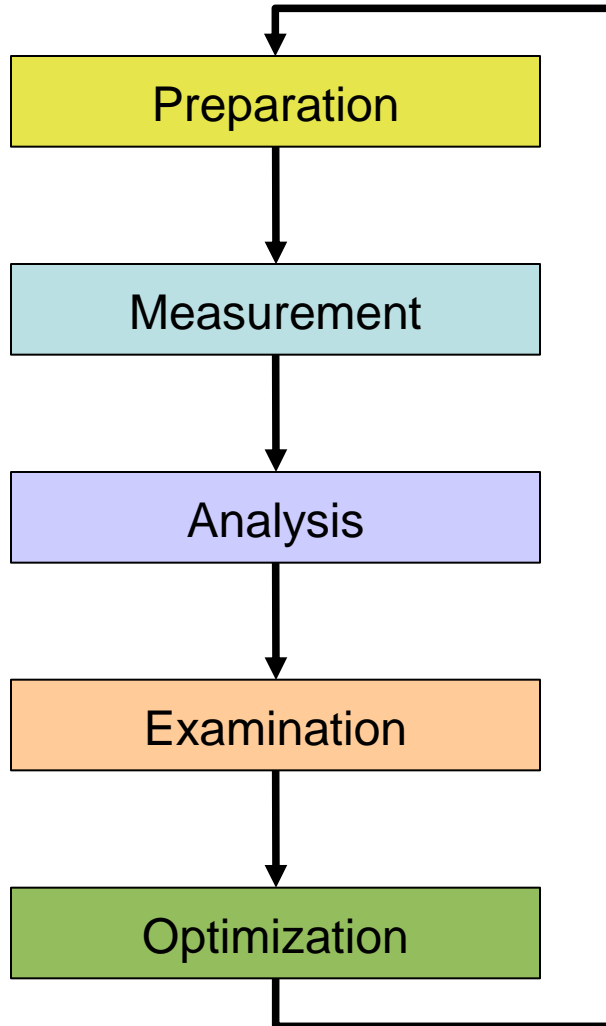 Preparation
Measurement
Analysis
Examination
Optimization